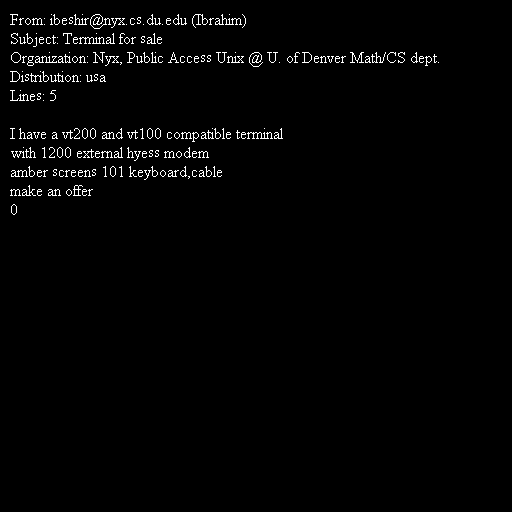 From: ibeshir@nyx.cs.du.edu (Ibrahim)
Subject: Terminal for sale
Organization: Nyx, Public Access Unix @ U. of Denver Math/CS dept.
Distribution: usa
Lines: 5

I have a vt200 and vt100 compatible terminal
with 1200 external hyess modem
amber screens 101 keyboard,cable
make an offer
0